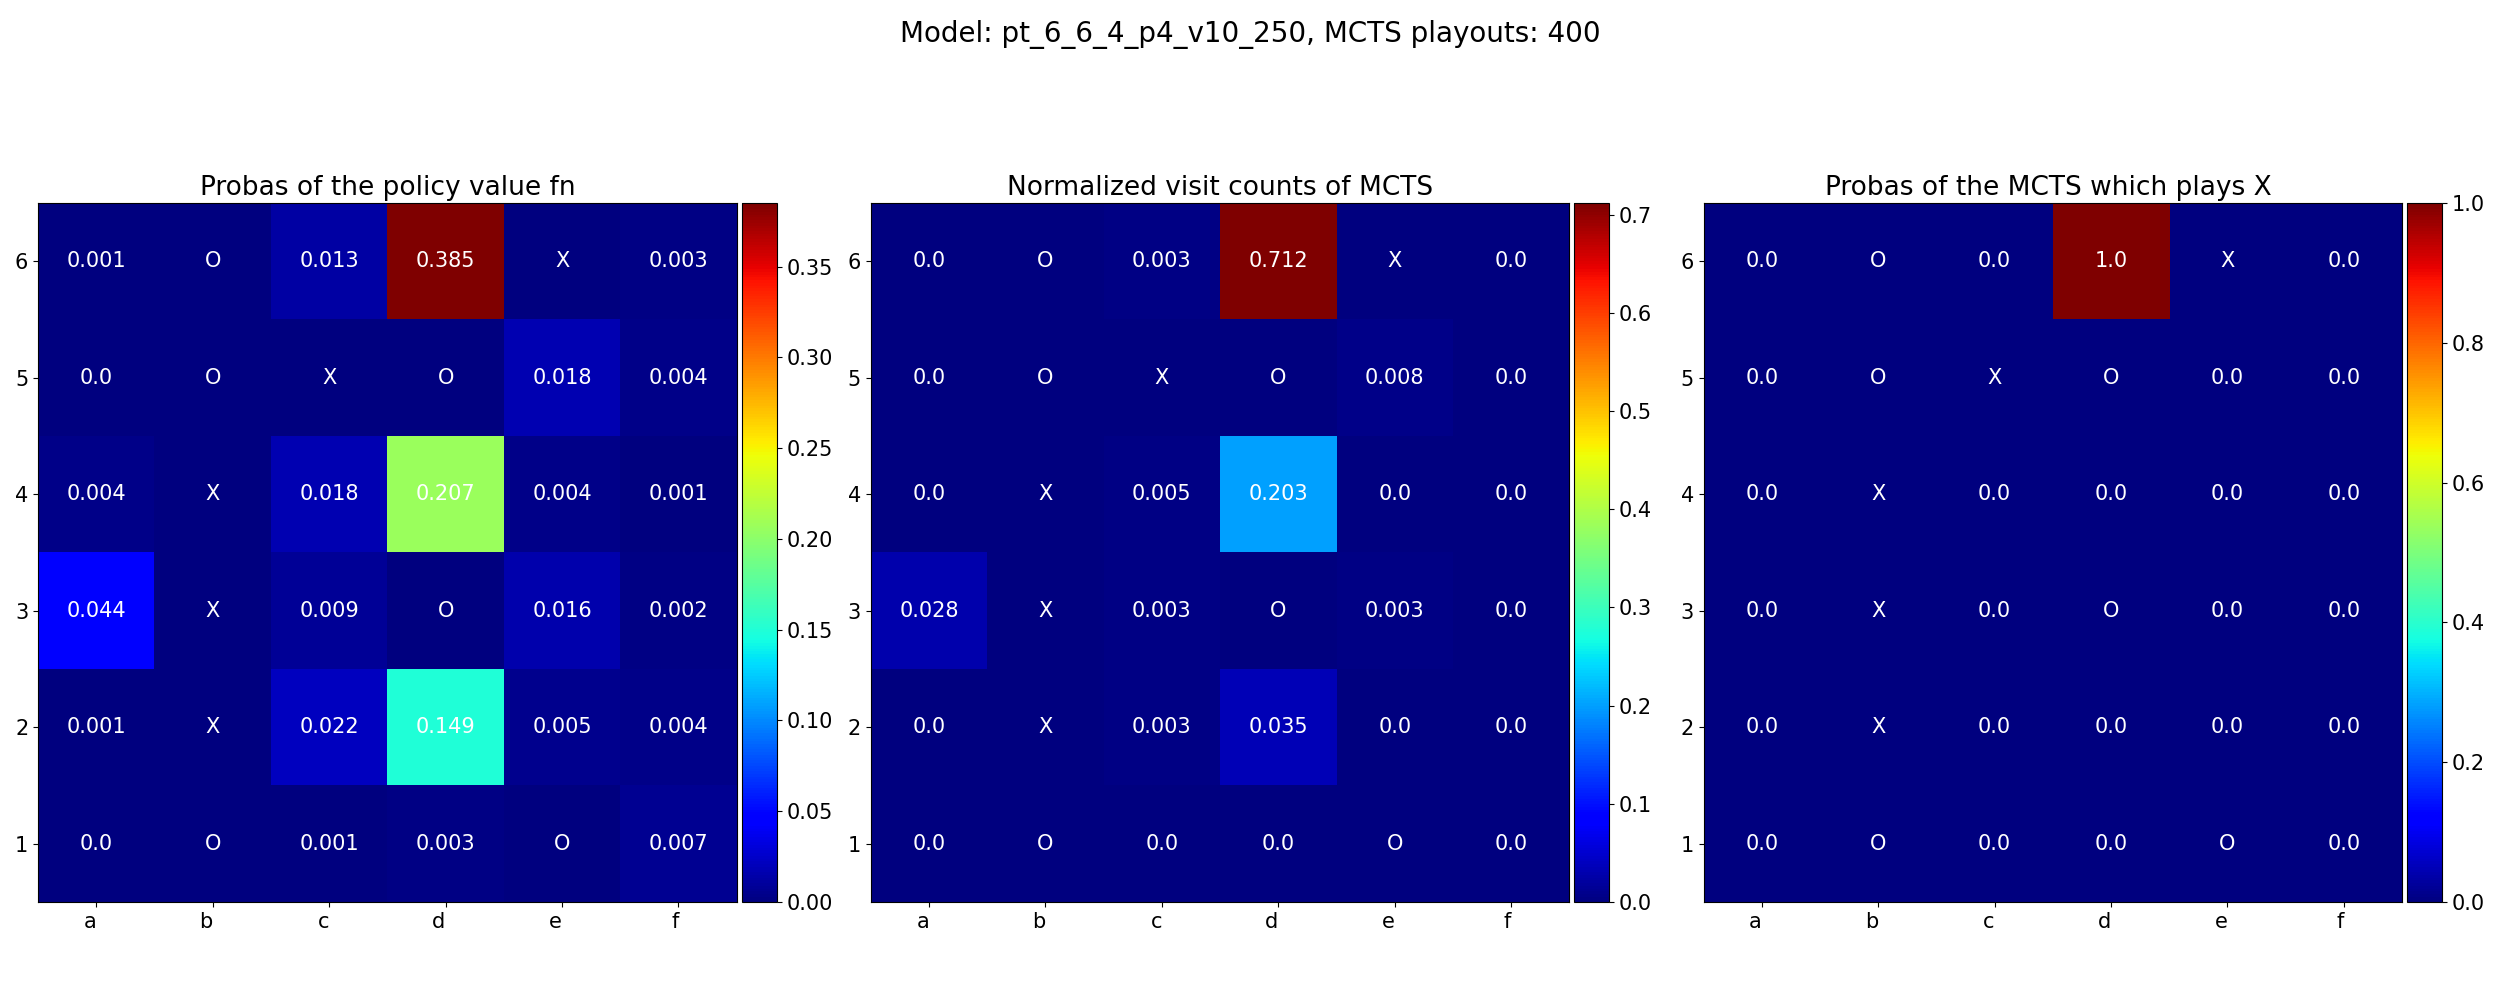 Model: pt_6_6_4_p4_v10_250, MCTS playouts: 400
Probas of the policy value fn
6 0.001 O 0.013 0.385 X 0.003
5 0.0 O X O 0.018 0.004
4 0.004 X 0.018 0.207 0.004 0.001
3 0.044 X 0.009 O 0.016 0.002
2 0.001 X 0.022 0.149 0.005 0.004
1 0.0 O 0.001 0.003 O 0.007
a b c d e f
0.35
0.30
0.25
0.20
0.15
0.10
0.05
0.00
Normalized visit counts of MCTS
6 0.0 O 0.003 0.712 X 0.0
5 0.0 O X O 0.008 0.0
4 0.0 X 0.005 0.203 0.0 0.0
3 0.028 X 0.003 O 0.003 0.0
2 0.0 X 0.003 0.035 0.0 0.0
1 0.0 O 0.0 0.0 O 0.0
a b c d e f
0.7
0.6
0.5
0.4
0.3
0.2
0.1
0.0
Probas of the MCTS which plays X
6 0.0 O 0.0 1.0 X 0.0
5 0.0 O X O 0.0 0.0
4 0.0 X 0.0 0.0 0.0 0.0
3 0.0 X 0.0 O 0.0 0.0
2 0.0 X 0.0 0.0 0.0 0.0
1 0.0 O 0.0 0.0 O 0.0
a b c d e f
1.0
0.8
0.6
0.4
0.2
0.0